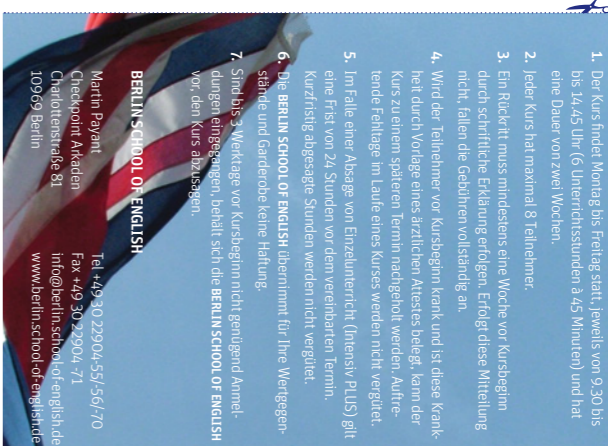 1. Der Kurs findet Montag bis Freitag statt, jeweils von 9.30 bis
bis 14.45 Uhr (6 Unterrichtsstunden à 45 Minuten) und hat
eine Dauer von zwei Wochen.
2. Jeder Kurs hat maximal 8 Teilnehmer.
3. Ein Rücktritt muss mindestens eine Woche vor Kursbeginn
durch schriftliche Erklärung erfolgen. Erfolgt diese Mitteilung
nicht, fallen die Gebühren vollständig an.
4. Wird der Teilnehmer vor Kursbeginn krank und ist diese Krank-
heit durch Vorlage eines ärztlichen Attestes belegt, kann der
Kurs zu einem späteren Termin nachgeholt werden. Auftre-
tende Fehltage im Laufe eines Kurses werden nicht vergütet.
5. Im Falle einer Absage von Einzelunterricht (Intensiv PLUS) gilt
eine Frist von 24 Stunden vor dem vereinbarten Termin.
Kurzfristig abgesagte Stunden werden nicht vergütet.
6. Die BERLIN SCHOOL OF ENGLISH übernimmt für Ihre Wertgegen-
stände und Garderobe keine Haftung.
7. Sind bis 3 Werktage vor Kursbeginn nicht genügend Anmel-
dungen eingegangen, behält sich die BERLIN SCHOOL OF ENGLISH
vor, den Kurs abzusagen.
BERLIN SCHOOL OF ENGLISH
Martin Payant
Checkpoint Arkaden
Charlottenstraße 81
10969 Berlin
Tel +49 30 22904-55/-56/-70
Fax +49 30 22904-71
info@berlin.school-of-english.de
www.berlin.school-of-english.de